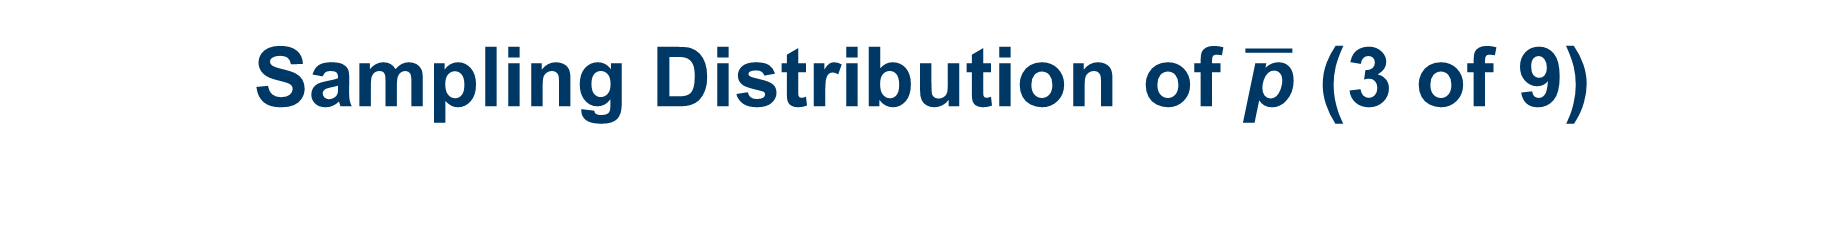 Sampling Distribution of p̅ (3 of 9)